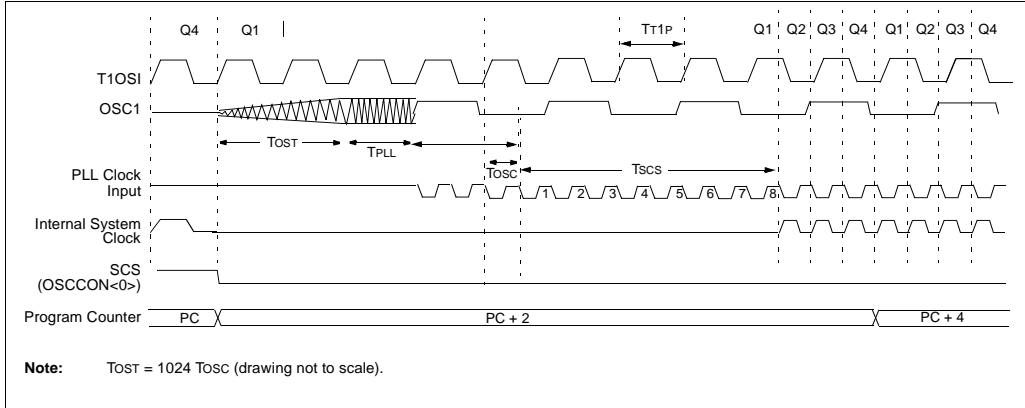 Q4 Q1 TT1P Q1 Q2 Q3 Q4 Q1 Q2 Q3 Q4
T1OSI
OSC1
TOST TPLL
TOSC TSCS
PLL Clock
Input
1 2 3 4 5 6 7 8
Internal System
Clock
SCS
(OSCCON<0>)
Program Counter PC PC + 2 PC + 4
Note: TOST = 1024 TOSC (drawing not to scale).